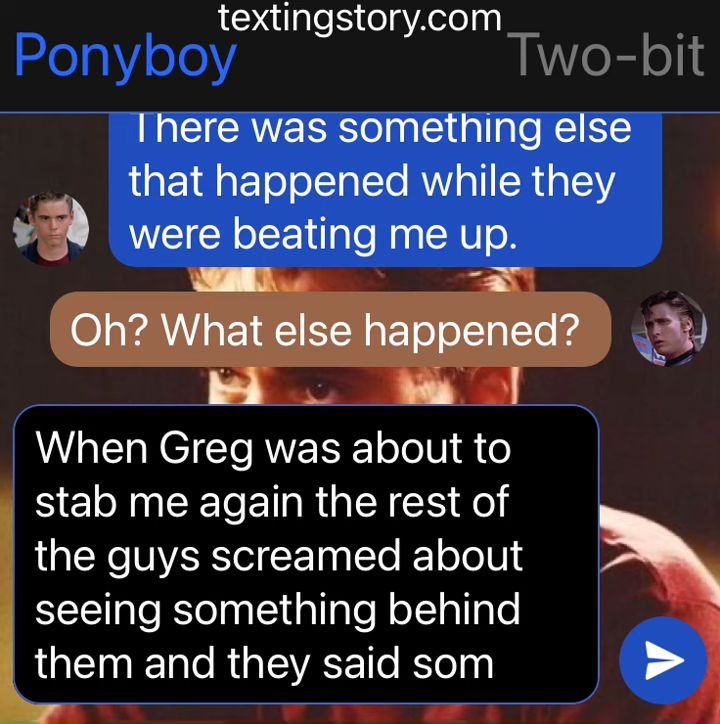 textingstory.com
Ponyboy
Two-bit
There was something else
that happened while they
were beating me up.
Oh? What else happened?
When Greg was about to
stab me again the rest of
the guys screamed about
seeing something behind
them and they said som